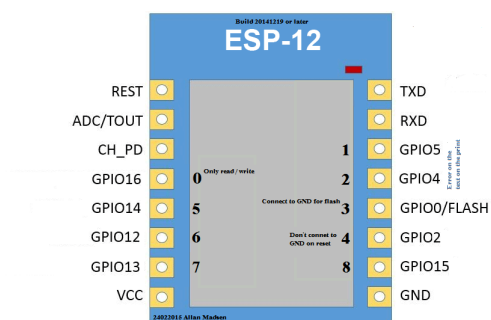 Build 20141219 or later
ESP-12
REST
TXD
ADC/TOUT
RXD
CH_PD
1
GPIO5
Error on the
text on the print
GPIO16
0 Only read / write
2
GPIO4
GPIO14
5
Connect to GND for flash
3
GPIO0/FLASH
GPIO12
6
Don't connet to
GND on reset
4
GPIO2
GPIO13
7
8
GPIO15
VCC
GND
24022015 Allan Madsen